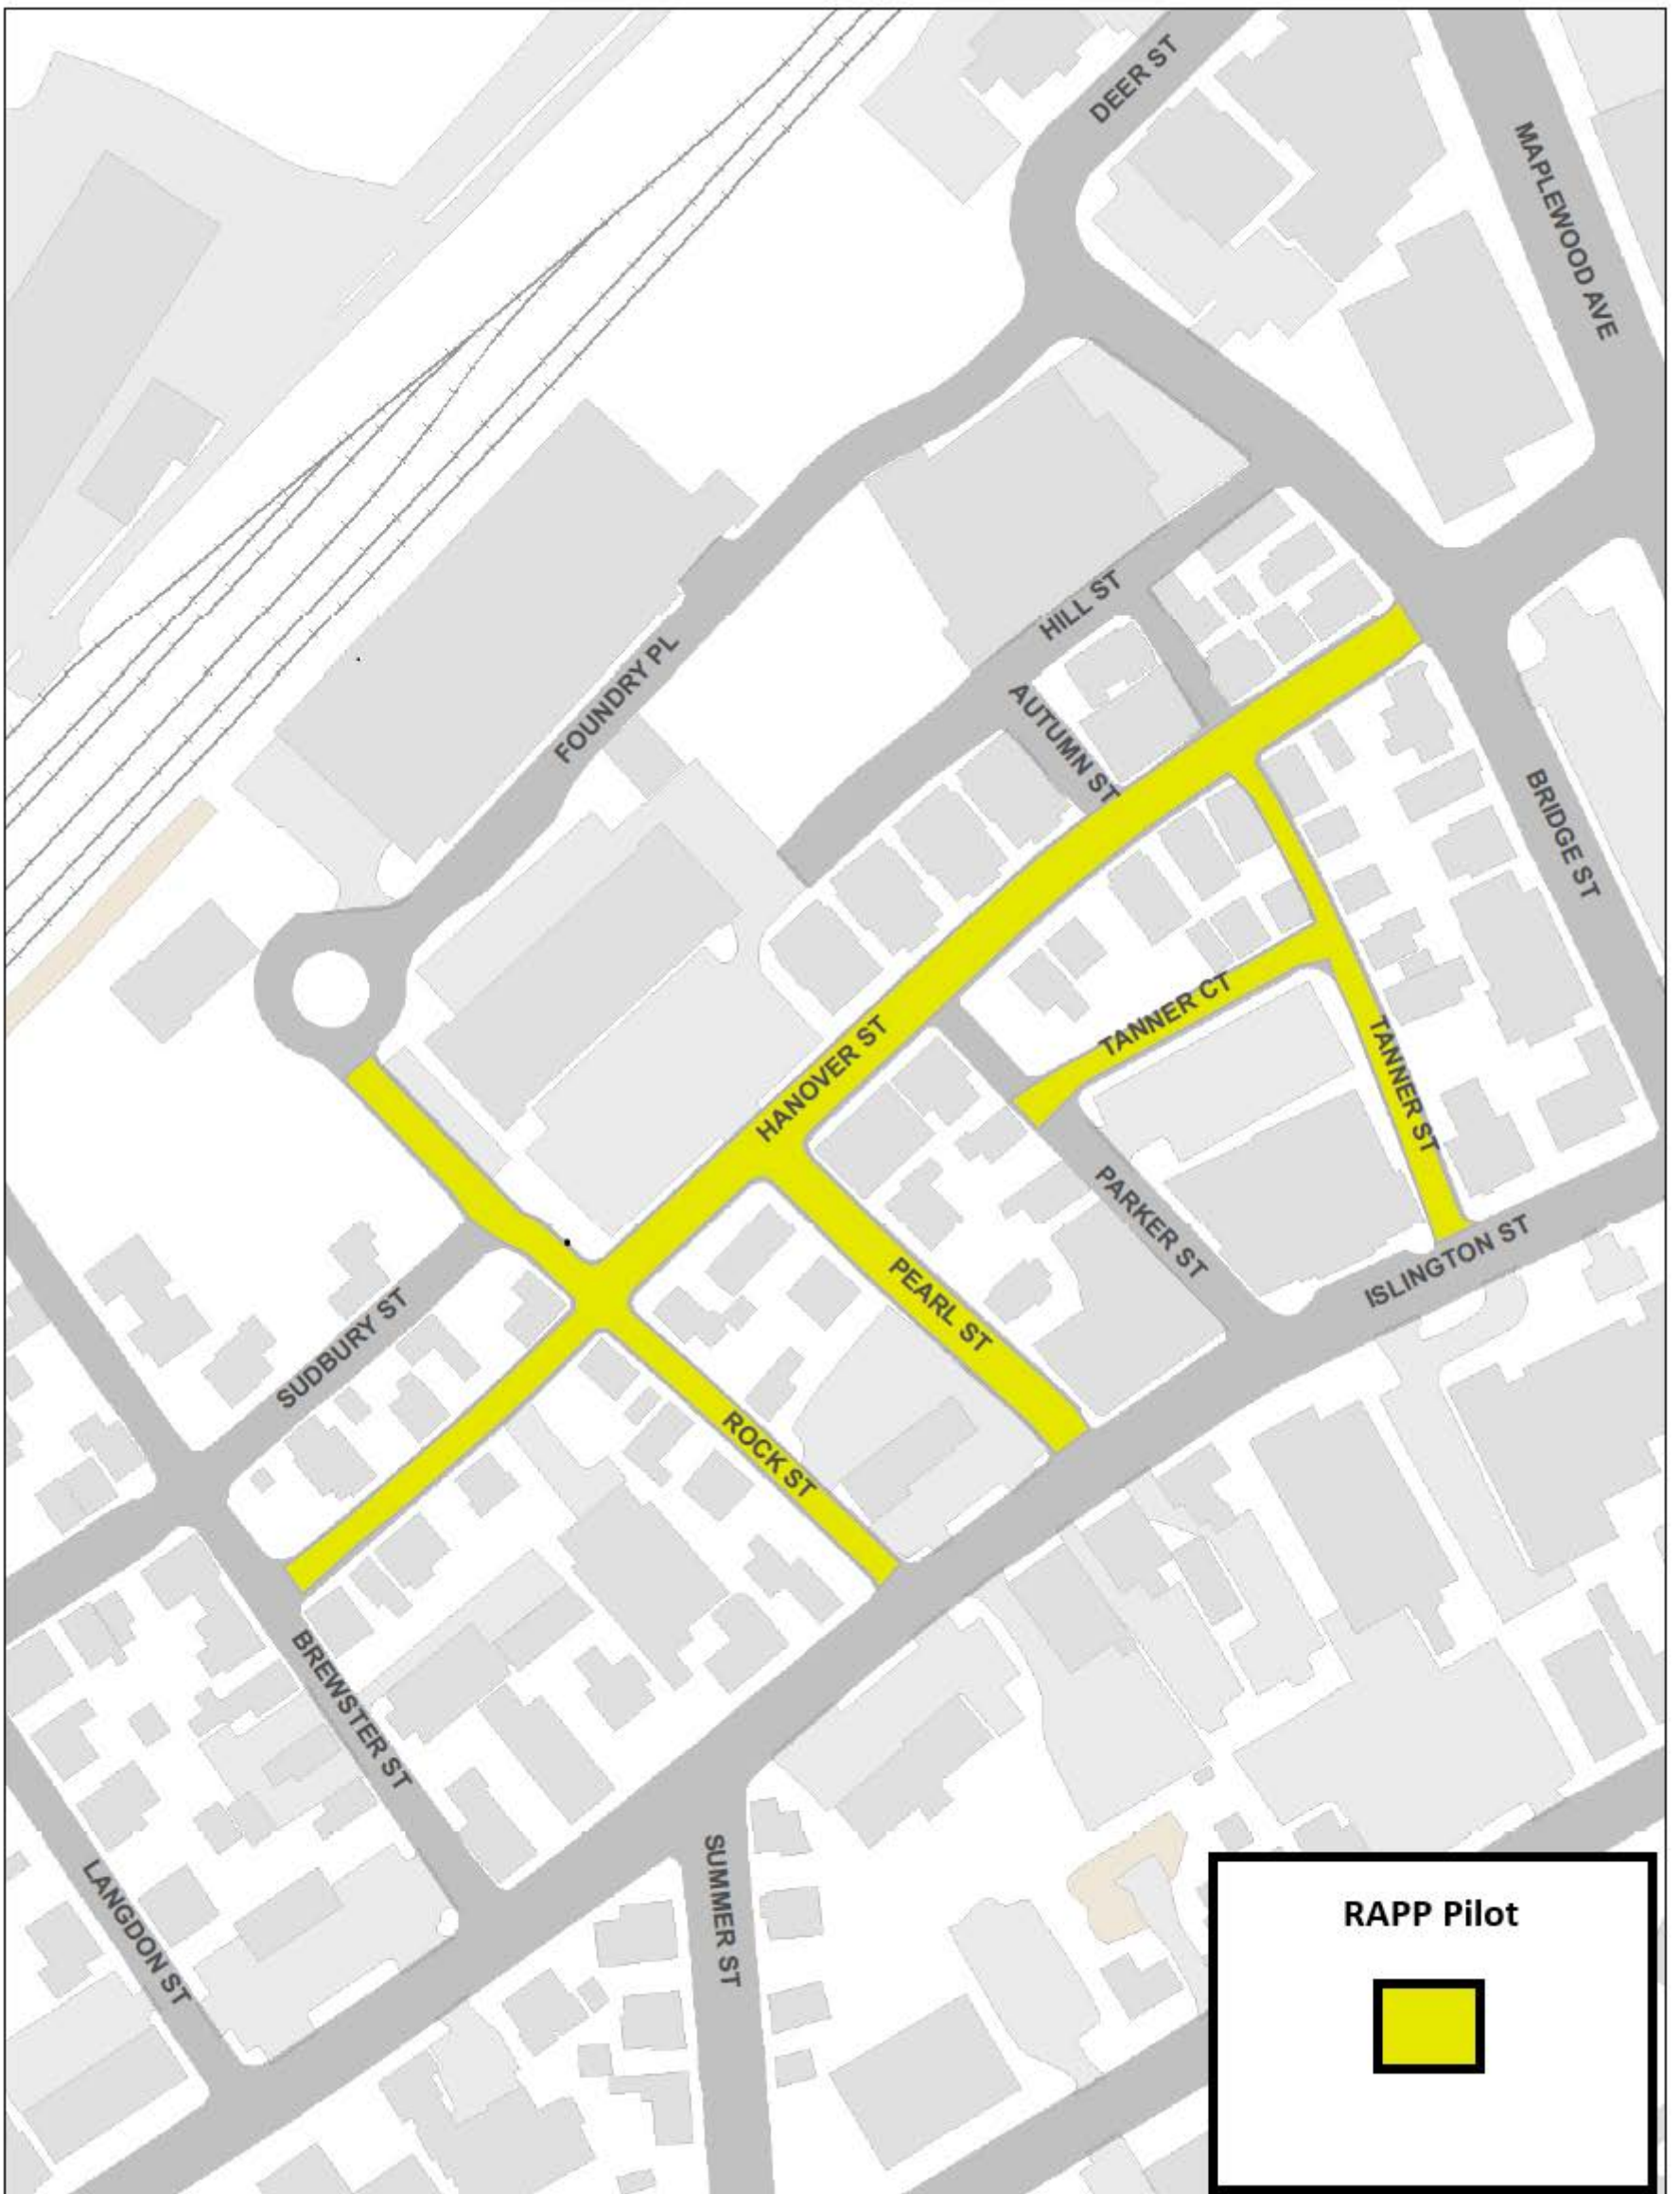 DEER ST
MAPLEWOOD AVE
HILL ST
FOUNDRY PL
AUTUMN ST
BRIDGE ST
TANNER CT
HANOVER ST
TANNER ST
PARKER ST
ISLINGTON ST
PEARL ST
SUDBURY ST
ROCK ST
BREWSTER ST
SUMMER ST
LANGDON ST
RAPP Pilot